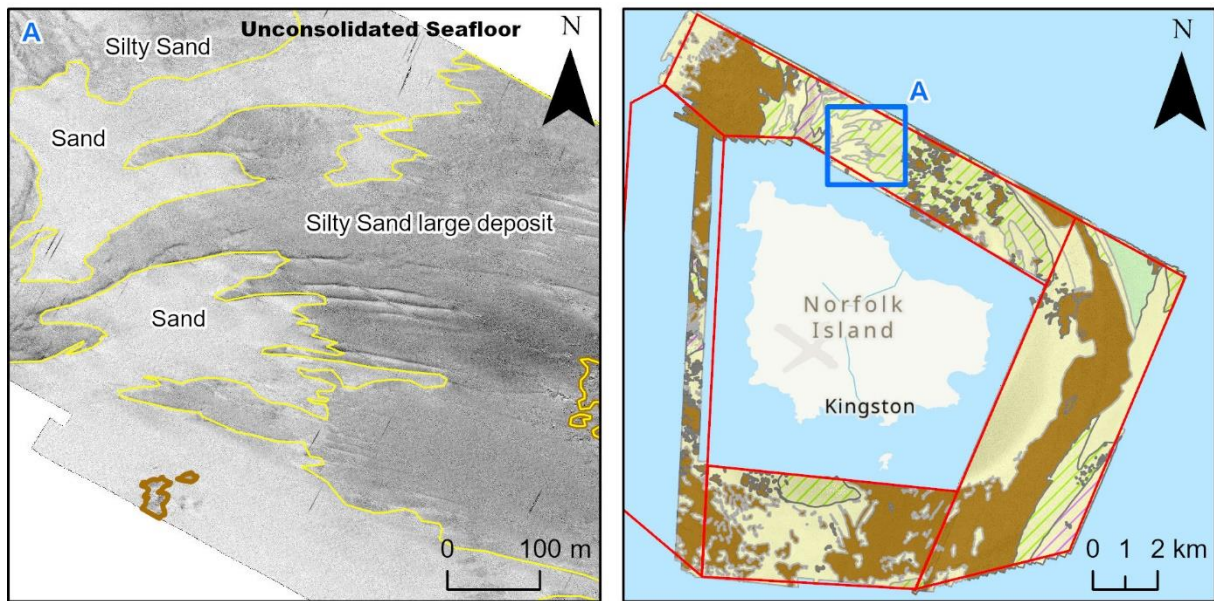 A
Unconsolidated Seafloor
N
Silty Sand
Sand
Silty Sand large deposit
Sand
0 100 m
N
A
Norfolk
Island
Kingston
0 1 2 km